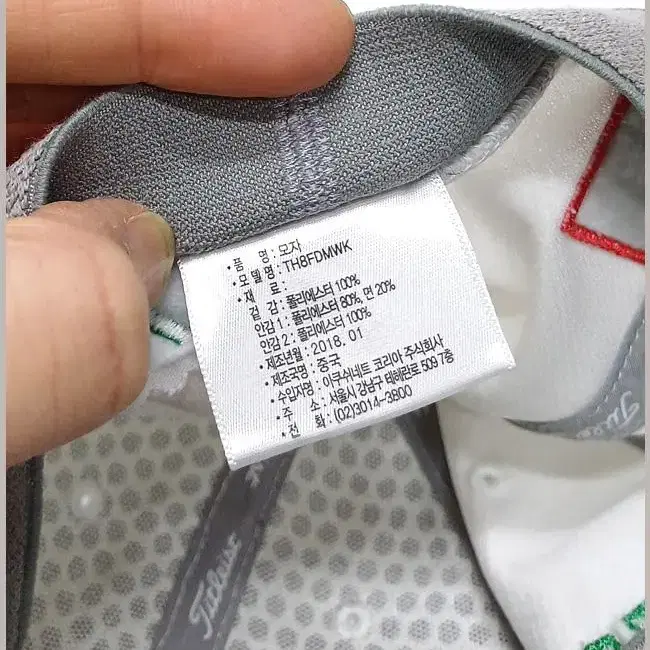 • 품 명 : 모자
• 모델명 : TH8FDMWK
• 재 료 :
겉 감 : 폴리에스터 100%
안감 1 : 폴리에스터 80%, 면 20%
안감 2 : 폴리에스터 100%
• 제조년월 : 2018. 01
• 제조국명 : 중국
• 수입자명 : 아쿠쉬네트 코리아 주식회사
• 주 소 : 서울시 강남구 테헤란로 509 7층
• 전 화 : (02)3014-3800
Titleist